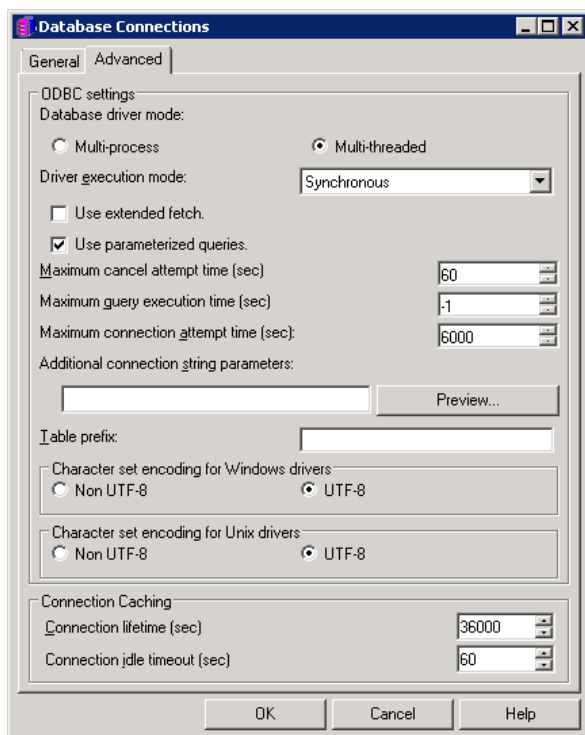 Database Connections
General Advanced
ODBC settings
Database driver mode:
Multi-process Multi-threaded
Driver execution mode: Synchronous
Use extended fetch.
Use parameterized queries.
Maximum cancel attempt time (sec) 60
Maximum query execution time (sec) -1
Maximum connection attempt time (sec): 6000
Additional connection string parameters:
Preview...
Table prefix:
Character set encoding for Windows drivers
Non UTF-8 UTF-8
Character set encoding for Unix drivers
Non UTF-8 UTF-8
Connection Caching
Connection lifetime (sec) 36000
Connection idle timeout (sec) 60
OK Cancel Help